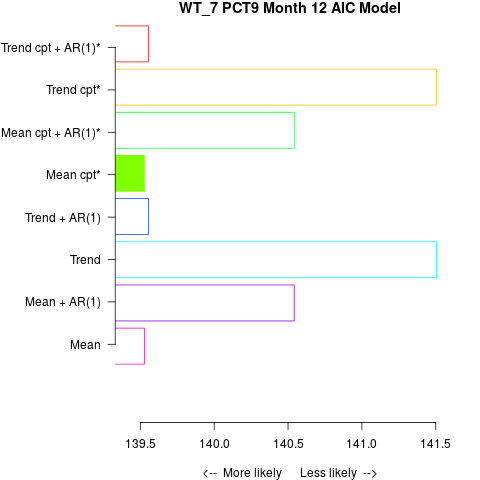 WT_7 PCT9 Month 12 AIC Model
Trend cpt + AR(1)*
Trend cpt*
Mean cpt + AR(1)*
Mean cpt*
Trend + AR(1)
Trend
Mean + AR(1)
Mean
139.5 140.0 140.5 141.0 141.5
<-- More likely Less likely -->